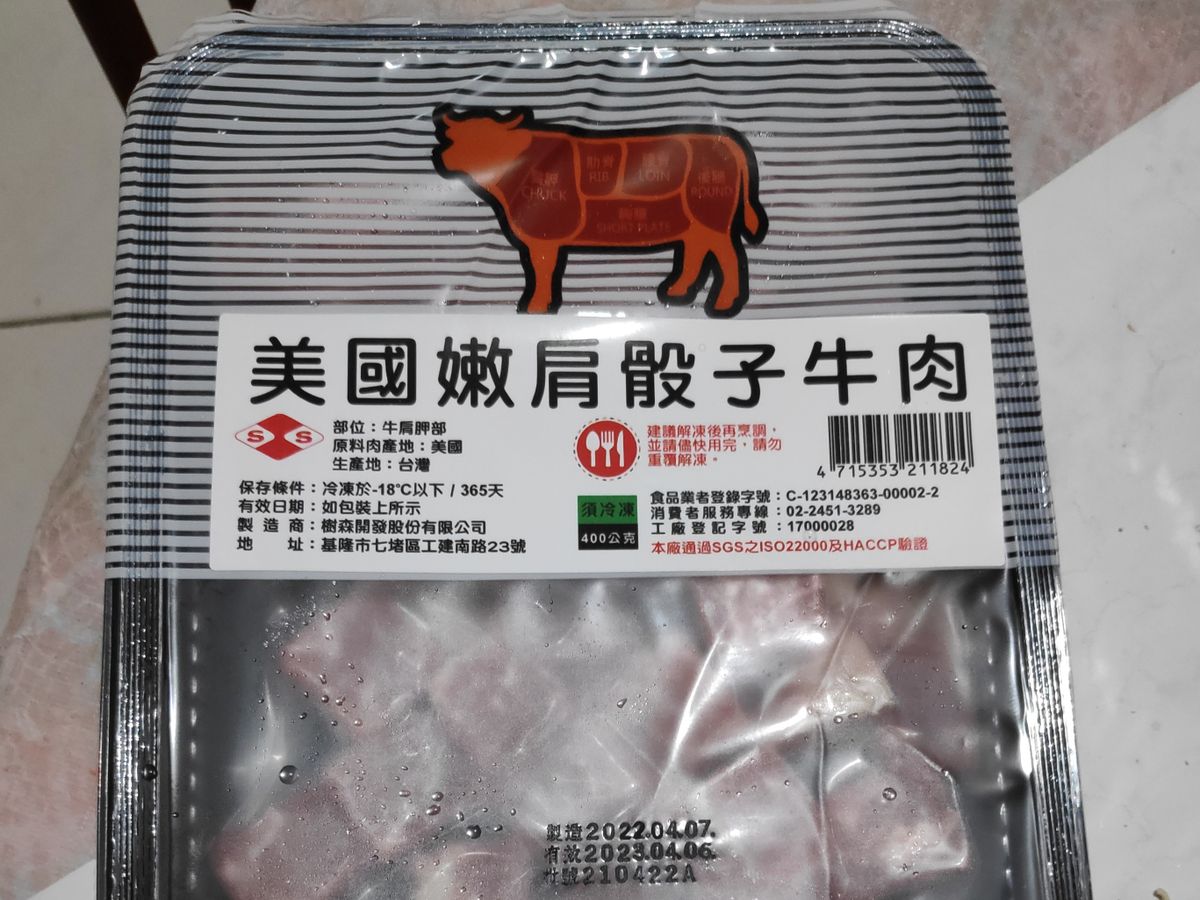 肋脊
RIB
LOIN
CHUCK
ROUND
胸腹
SHORT PLATE
美國嫩肩骰子牛肉
S S
部位：牛肩胛部
原料肉產地：美國
生產地：台灣
建議解凍後再烹調，
並請儘快用完，請勿
重覆解凍。
4 715353 211824
保存條件：冷凍於-18℃以下 / 365天
有效日期：如包裝上所示
製造商：樹森開發股份有限公司
地址：基隆市七堵區工建南路23號
須冷凍
400公克
食品業者登錄字號：C-123148363-00002-2
消費者服務專線：02-2451-3289
工廠登記字號：17000028
本廠通過SGS之ISO22000及HACCP驗證
製造2022.04.07.
有效2023.04.06.
批號210422A